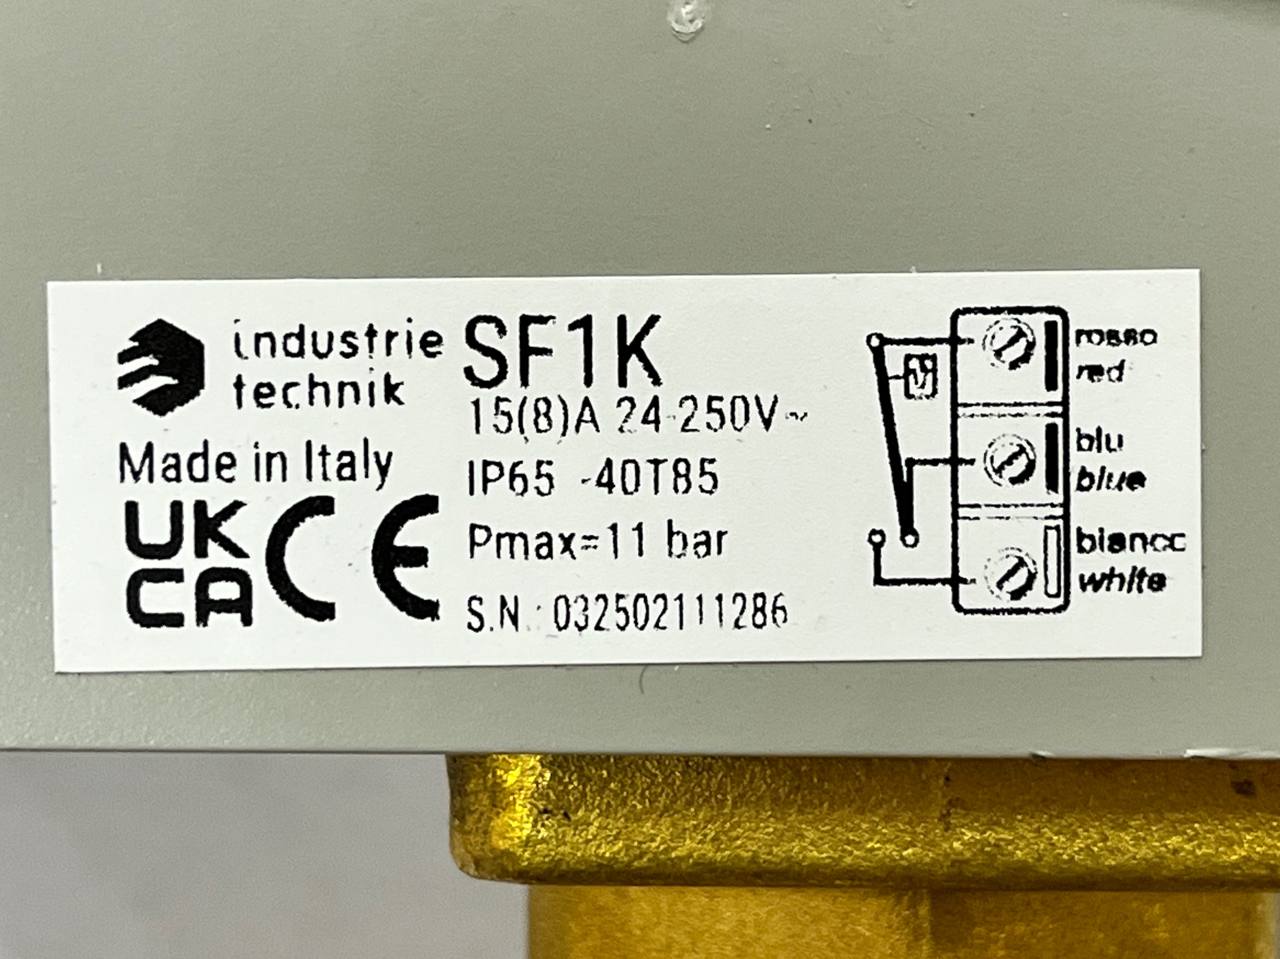 industrie
technik
Made in Italy
UK
CA CE
SF1K
15(8)A 24-250V~
IP65 -40T85
Pmax=11 bar
S.N.: 032502111286
rosso
red
blu
blue
bianco
white